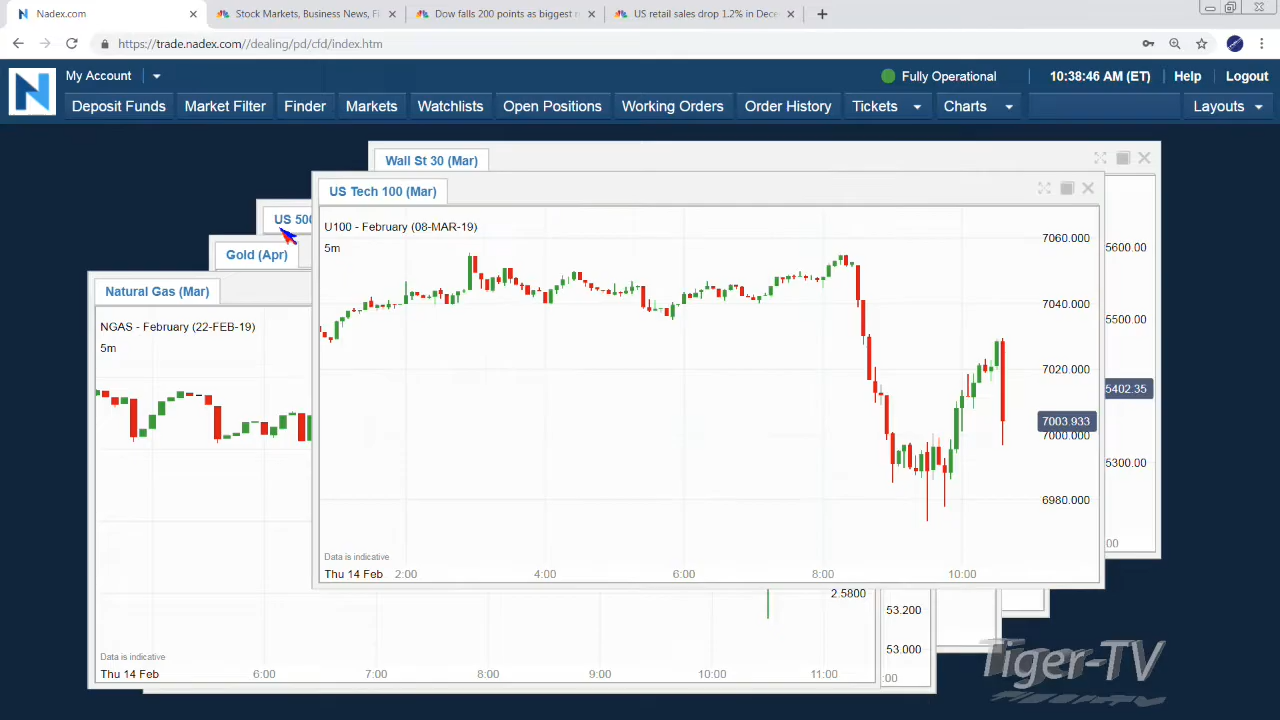 Nadex.com
Stock Markets, Business News, Fi
Dow falls 200 points as biggest r
US retail sales drop 1.2% in Dece
https://trade.nadex.com//dealing/pd/cfd/index.htm
My Account
Fully Operational
10:38:46 AM (ET)
Help
Logout
Deposit Funds
Market Filter
Finder
Markets
Watchlists
Open Positions
Working Orders
Order History
Tickets
Charts
Layouts
Wall St 30 (Mar)
US Tech 100 (Mar)
US 500
Gold (Apr)
Natural Gas (Mar)
U100 - February (08-MAR-19)
5m
7060.000
7040.000
7020.000
7003.933
7000.000
6980.000
Data is indicative
Thu 14 Feb 2:00 4:00 6:00 8:00 10:00
5600.00
5500.00
5402.35
5300.00
00
NGAS - February (22-FEB-19)
5m
2.5800
53.200
53.000
:00
Data is indicative
Thu 14 Feb 6:00 7:00 8:00 9:00 10:00 11:00
Tiger-TV